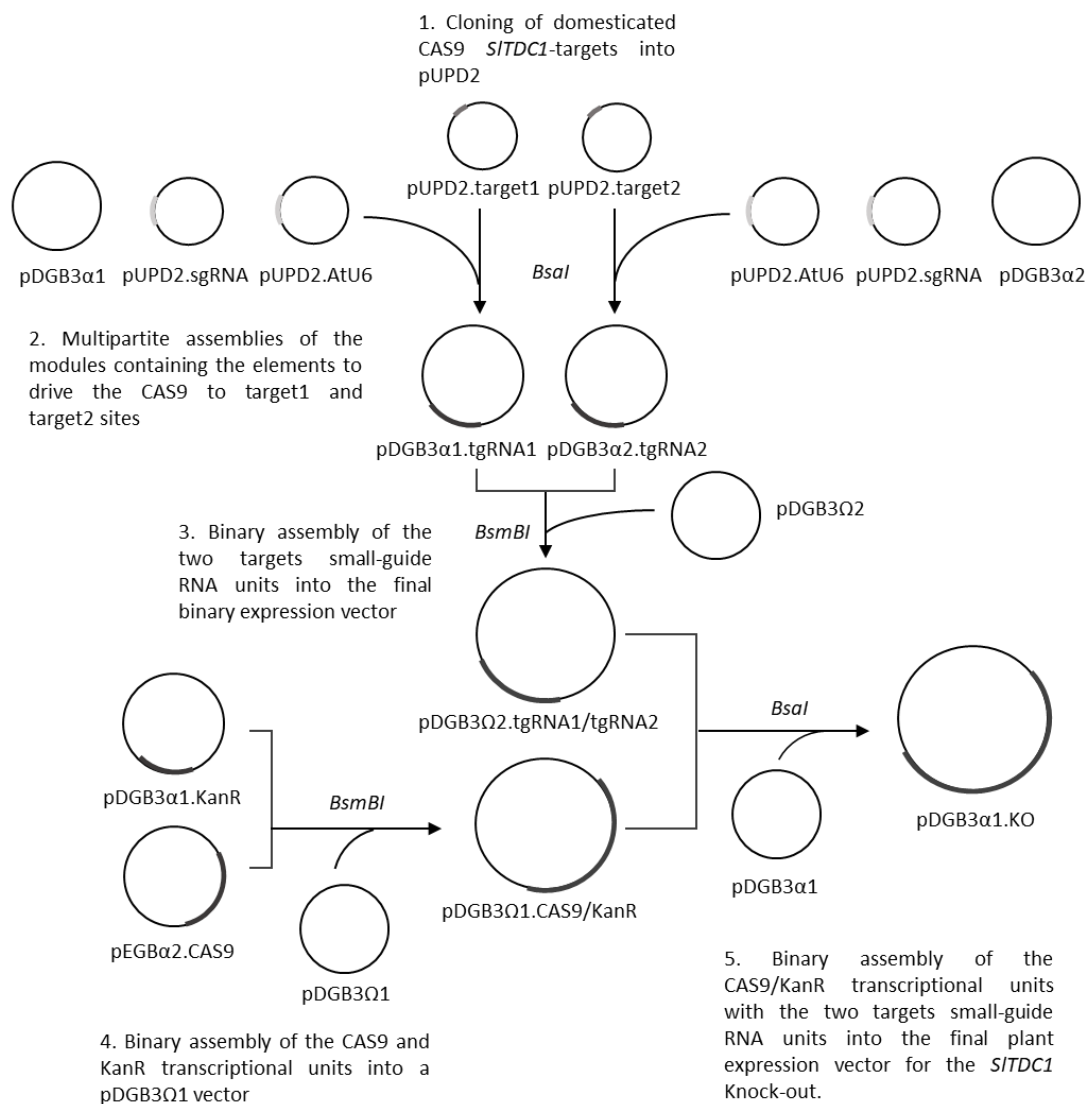 1. Cloning of domesticated
CAS9 SlTDC1-targets into
pUPD2
pUPD2.target1
pUPD2.target2
pDGB3α1
pUPD2.sgRNA
pUPD2.AtU6
BsaI
pUPD2.AtU6
pUPD2.sgRNA
pDGB3α2
2. Multipartite assemblies of the
modules containing the elements to
drive the CAS9 to target1 and
target2 sites
pDGB3α1.tgRNA1
pDGB3α2.tgRNA2
3. Binary assembly of the
two targets small-guide
RNA units into the final
binary expression vector
BsmBI
pDGB3Ω2
pDGB3Ω2.tgRNA1/tgRNA2
pDGB3α1.KanR
BsmBI
pEGBα2.CAS9
pDGB3Ω1
pDGB3Ω1.CAS9/KanR
BsaI
pDGB3α1
pDGB3α1.KO
4. Binary assembly of the CAS9 and
KanR transcriptional units into a
pDGB3Ω1 vector
5. Binary assembly of the
CAS9/KanR transcriptional units
with the two targets small-guide
RNA units into the final plant
expression vector for the SlTDC1
Knock-out.